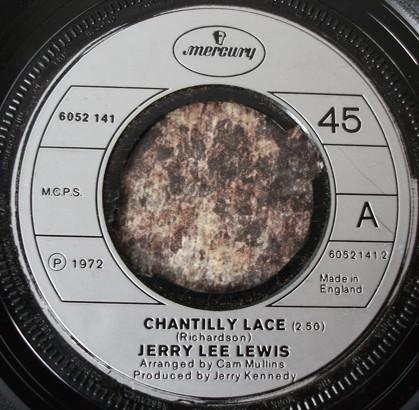 mercury
6052 141
45
M.C.P.S.
A
6052141.2
Ⓟ 1972
Made in
England
CHANTILLY LACE (2.50)
(Richardson)
JERRY LEE LEWIS
Arranged by Cam Mullins
Produced by Jerry Kennedy